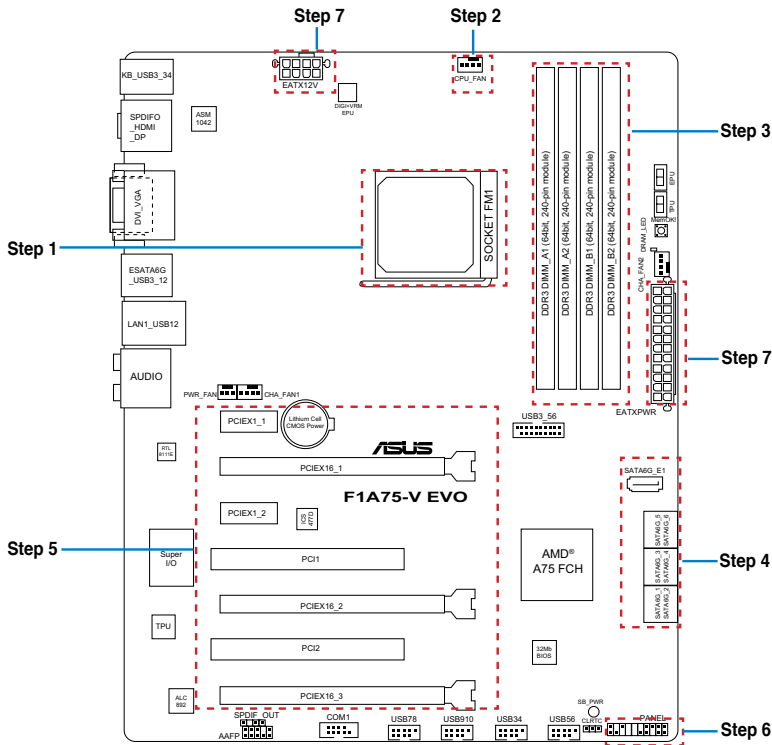 Step 7
Step 2
KB_USB3_34
EATX12V
CPU_FAN
DIGI+VRM
EPU
SPDIFO
_HDMI
_DP
ASM
1042
Step 3
DDR3 DIMM_A1 (64bit, 240-pin module)
DDR3 DIMM_A2 (64bit, 240-pin module)
DDR3 DIMM_B1 (64bit, 240-pin module)
DDR3 DIMM_B2 (64bit, 240-pin module)
EPU
TPU
MemOK!
DRAM_LED
DVI_VGA
SOCKET FM1
Step 1
CHA_FAN2
ESATA6G
_USB3_12
LAN1_USB12
Step 7
AUDIO
PWR_FAN
CHA_FAN1
EATXPWR
USB3_56
PCIEX1_1
Lithium Cell
CMOS Power
ASUS
RTL
8111E
PCIEX16_1
SATA6G_E1
F1A75-V EVO
PCIEX1_2
ICS
477D
SATA6G_5
SATA6G_6
Step 5
Super
I/O
PCI1
AMD®
A75 FCH
SATA6G_3
SATA6G_4
Step 4
SATA6G_1
SATA6G_2
PCIEX16_2
TPU
PCI2
32Mb
BIOS
ALC
892
PCIEX16_3
SB_PWR
SPDIF_OUT
AAFP
COM1
USB78
USB910
USB34
USB56
CLRTC
PANEL
Step 6